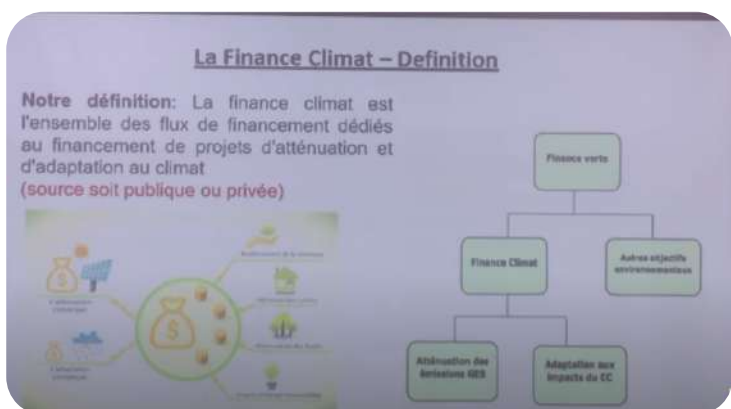 La Finance Climat – Definition
Notre définition: La finance climat est
l'ensemble des flux de financement dédiés
au financement de projets d'atténuation et
d'adaptation au climat
(source soit publique ou privée)
Finance verte
Finance Climat
Autres objectifs
environnementaux
Atténuation des
émissions GES
Adaptation aux
impacts du CC
$
$
$